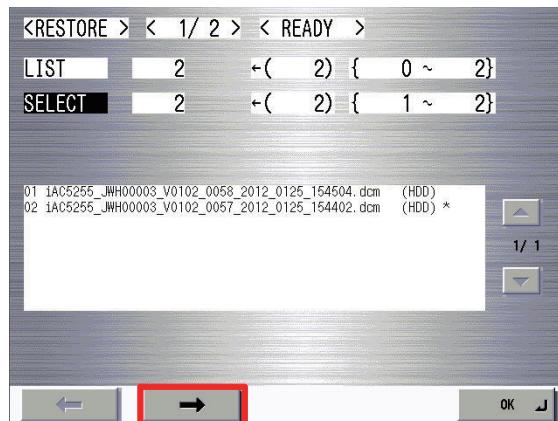 <RESTORE > < 1/ 2 > < READY >
LIST 2 ←( 2) { 0 ~ 2}
SELECT 2 ←( 2) { 1 ~ 2}
01 iAC5255_JWH00003_V0102_0058_2012_0125_154504.dcm (HDD)
02 iAC5255_JWH00003_V0102_0057_2012_0125_154402.dcm (HDD) *
1/ 1
OK